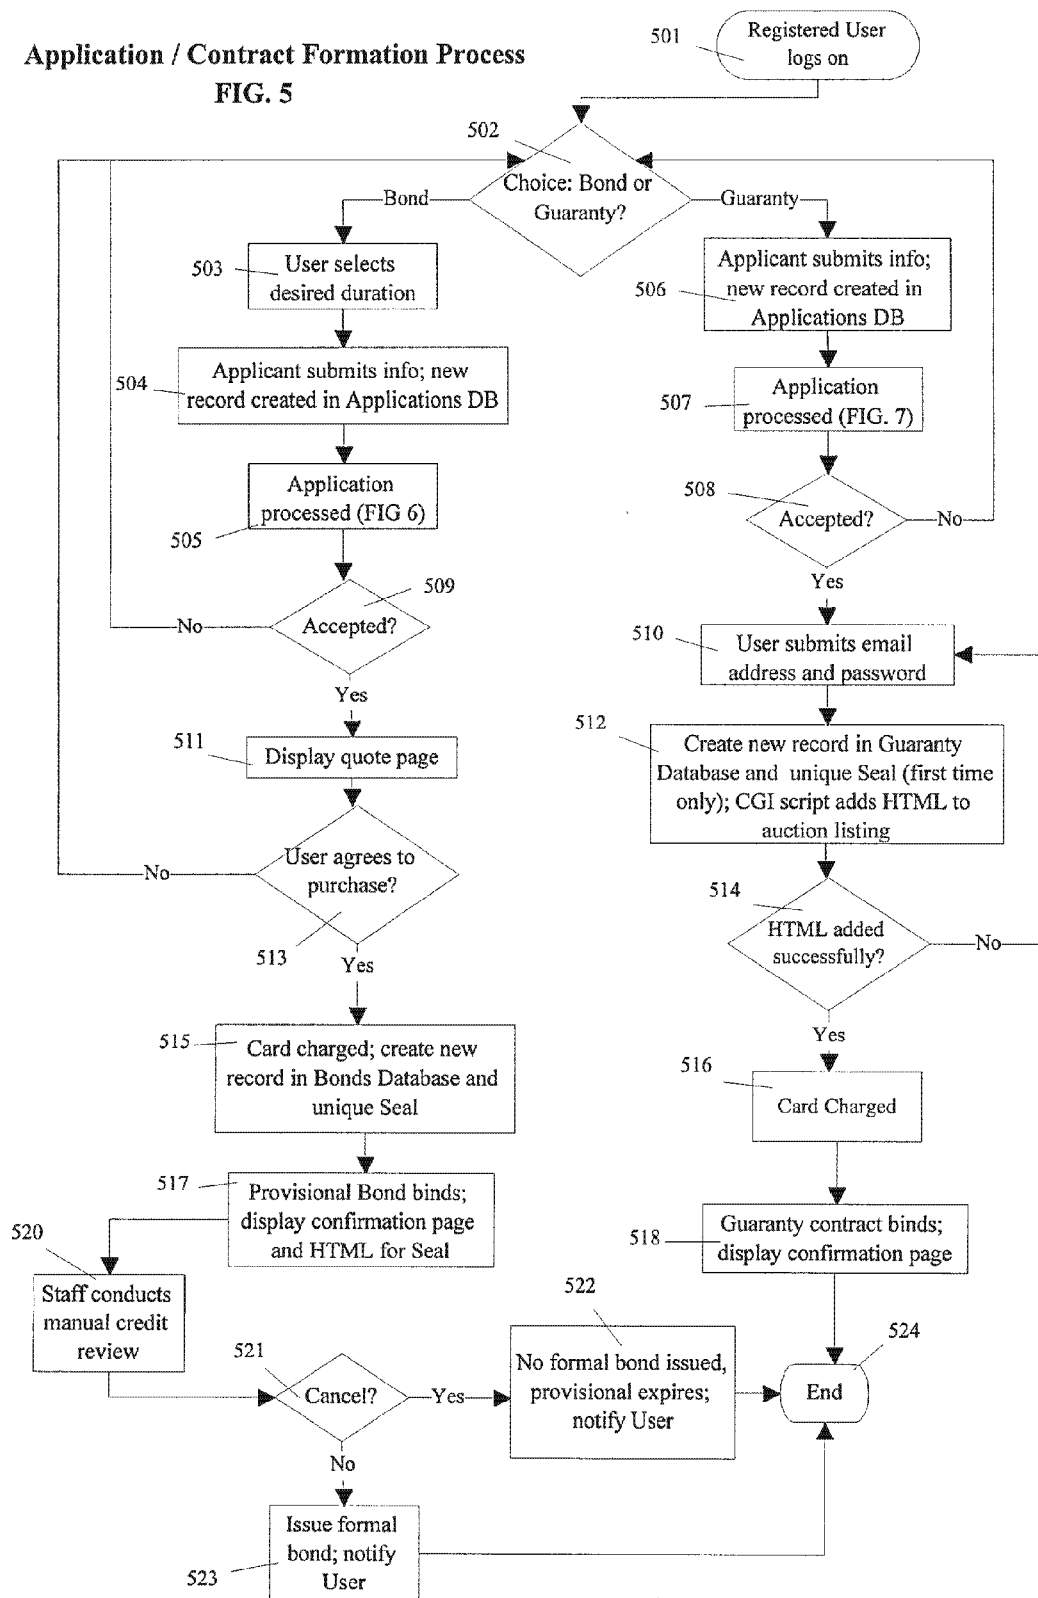 Application / Contract Formation Process
FIG. 5
501
Registered User
logs on
502
Choice: Bond or
Guaranty?
Bond
Guaranty
503
User selects
desired duration
506
Applicant submits info;
new record created in
Applications DB
504
Applicant submits info; new
record created in Applications DB
507
Application
processed (FIG. 7)
505
Application
processed (FIG 6)
508
Accepted?
No
Yes
509
Accepted?
No
Yes
510
User submits email
address and password
511
Display quote page
512
Create new record in Guaranty
Database and unique Seal (first time
only); CGI script adds HTML to
auction listing
User agrees to
purchase?
No
513
Yes
514
HTML added
successfully?
No
Yes
515
Card charged; create new
record in Bonds Database and
unique Seal
516
Card Charged
517
Provisional Bond binds;
display confirmation page
and HTML for Seal
518
Guaranty contract binds;
display confirmation page
520
Staff conducts
manual credit
review
521
Cancel?
Yes
No
522
No formal bond issued,
provisional expires;
notify User
524
End
523
Issue formal
bond; notify
User